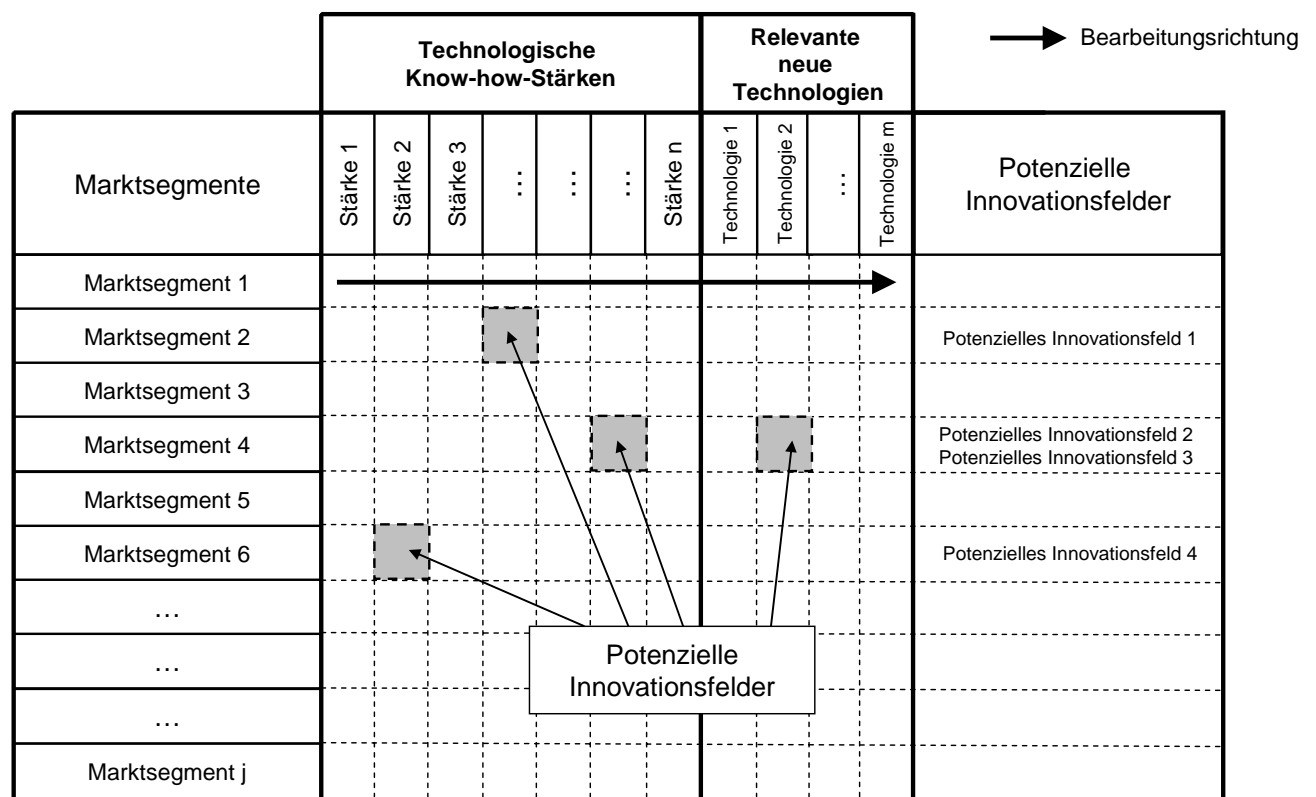 Technologische
Know-how-Stärken
Relevante
neue
Technologien
Bearbeitungsrichtung
Marktsegmente
Stärke 1
Stärke 2
Stärke 3
...
...
...
Stärke n
Technologie 1
Technologie 2
...
Technologie m
Potenzielle
Innovationsfelder
Marktsegment 1
Marktsegment 2
Potenzielles Innovationsfeld 1
Marktsegment 3
Marktsegment 4
Potenzielles Innovationsfeld 2
Potenzielles Innovationsfeld 3
Marktsegment 5
Marktsegment 6
Potenzielles Innovationsfeld 4
...
...
Potenzielle
Innovationsfelder
...
Marktsegment j